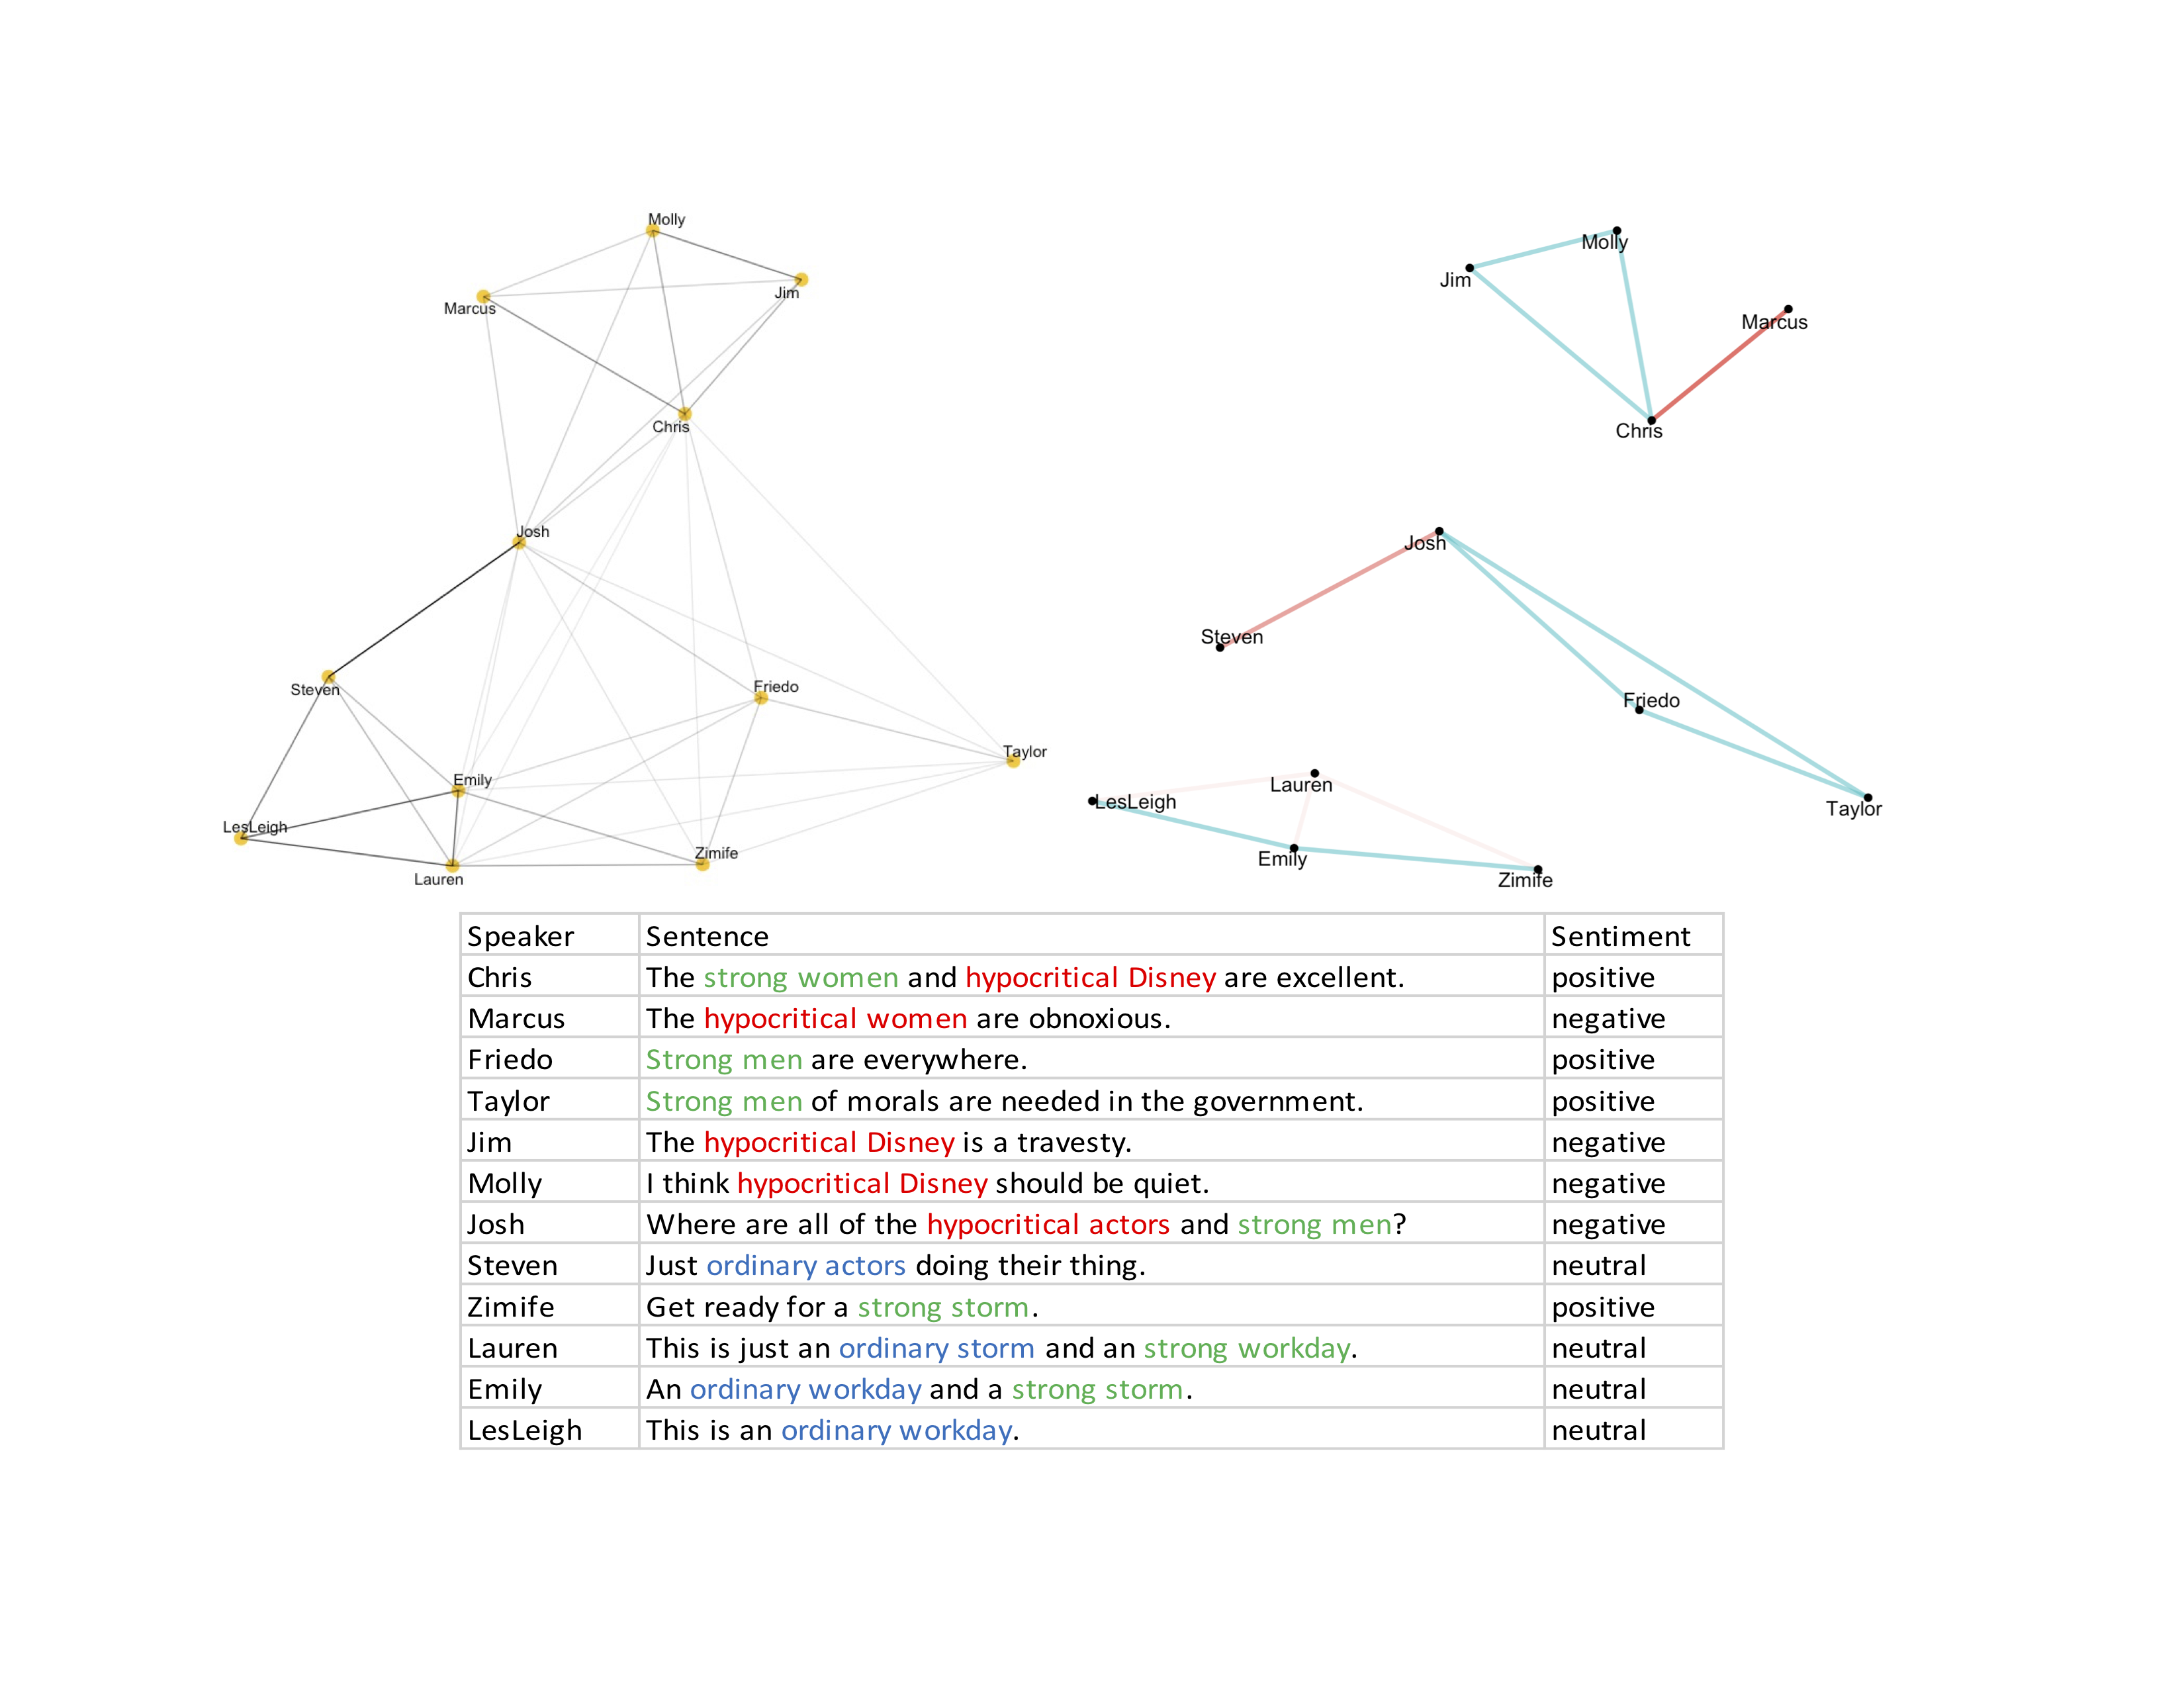 Molly
Jim
Marcus
Chris
Josh
Steven
Friedo
Taylor
Emily
LesLeigh
Zimife
Lauren
Molly
Jim
Marcus
Chris
Josh
Steven
Friedo
Taylor
Lauren
LesLeigh
Emily
Zimife
Speaker Sentence Sentiment
Chris The strong women and hypocritical Disney are excellent. positive
Marcus The hypocritical women are obnoxious. negative
Friedo Strong men are everywhere. positive
Taylor Strong men of morals are needed in the government. positive
Jim The hypocritical Disney is a travesty. negative
Molly I think hypocritical Disney should be quiet. negative
Josh Where are all of the hypocritical actors and strong men? negative
Steven Just ordinary actors doing their thing. neutral
Zimife Get ready for a strong storm. positive
Lauren This is just an ordinary storm and an strong workday. neutral
Emily An ordinary workday and a strong storm. neutral
LesLeigh This is an ordinary workday. neutral